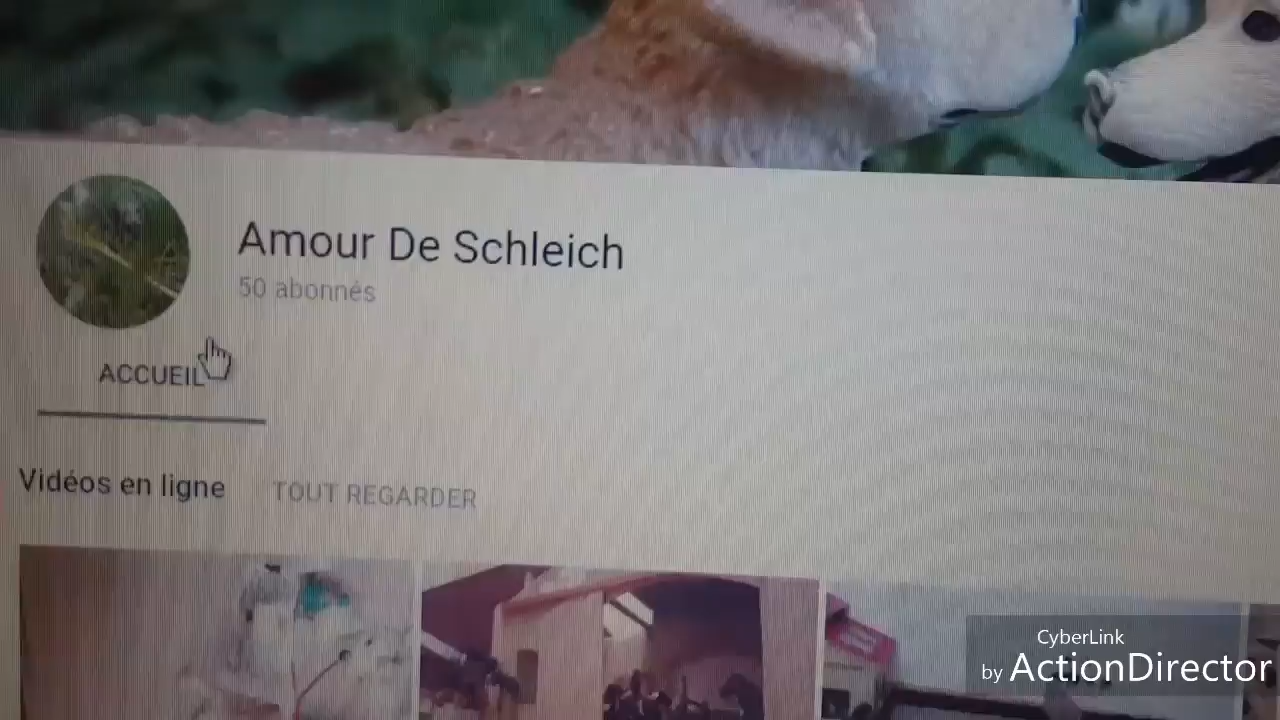 Amour De Schleich
50 abonnés
ACCUEIL
Vidéos en ligne
TOUT REGARDER
CyberLink
by ActionDirector